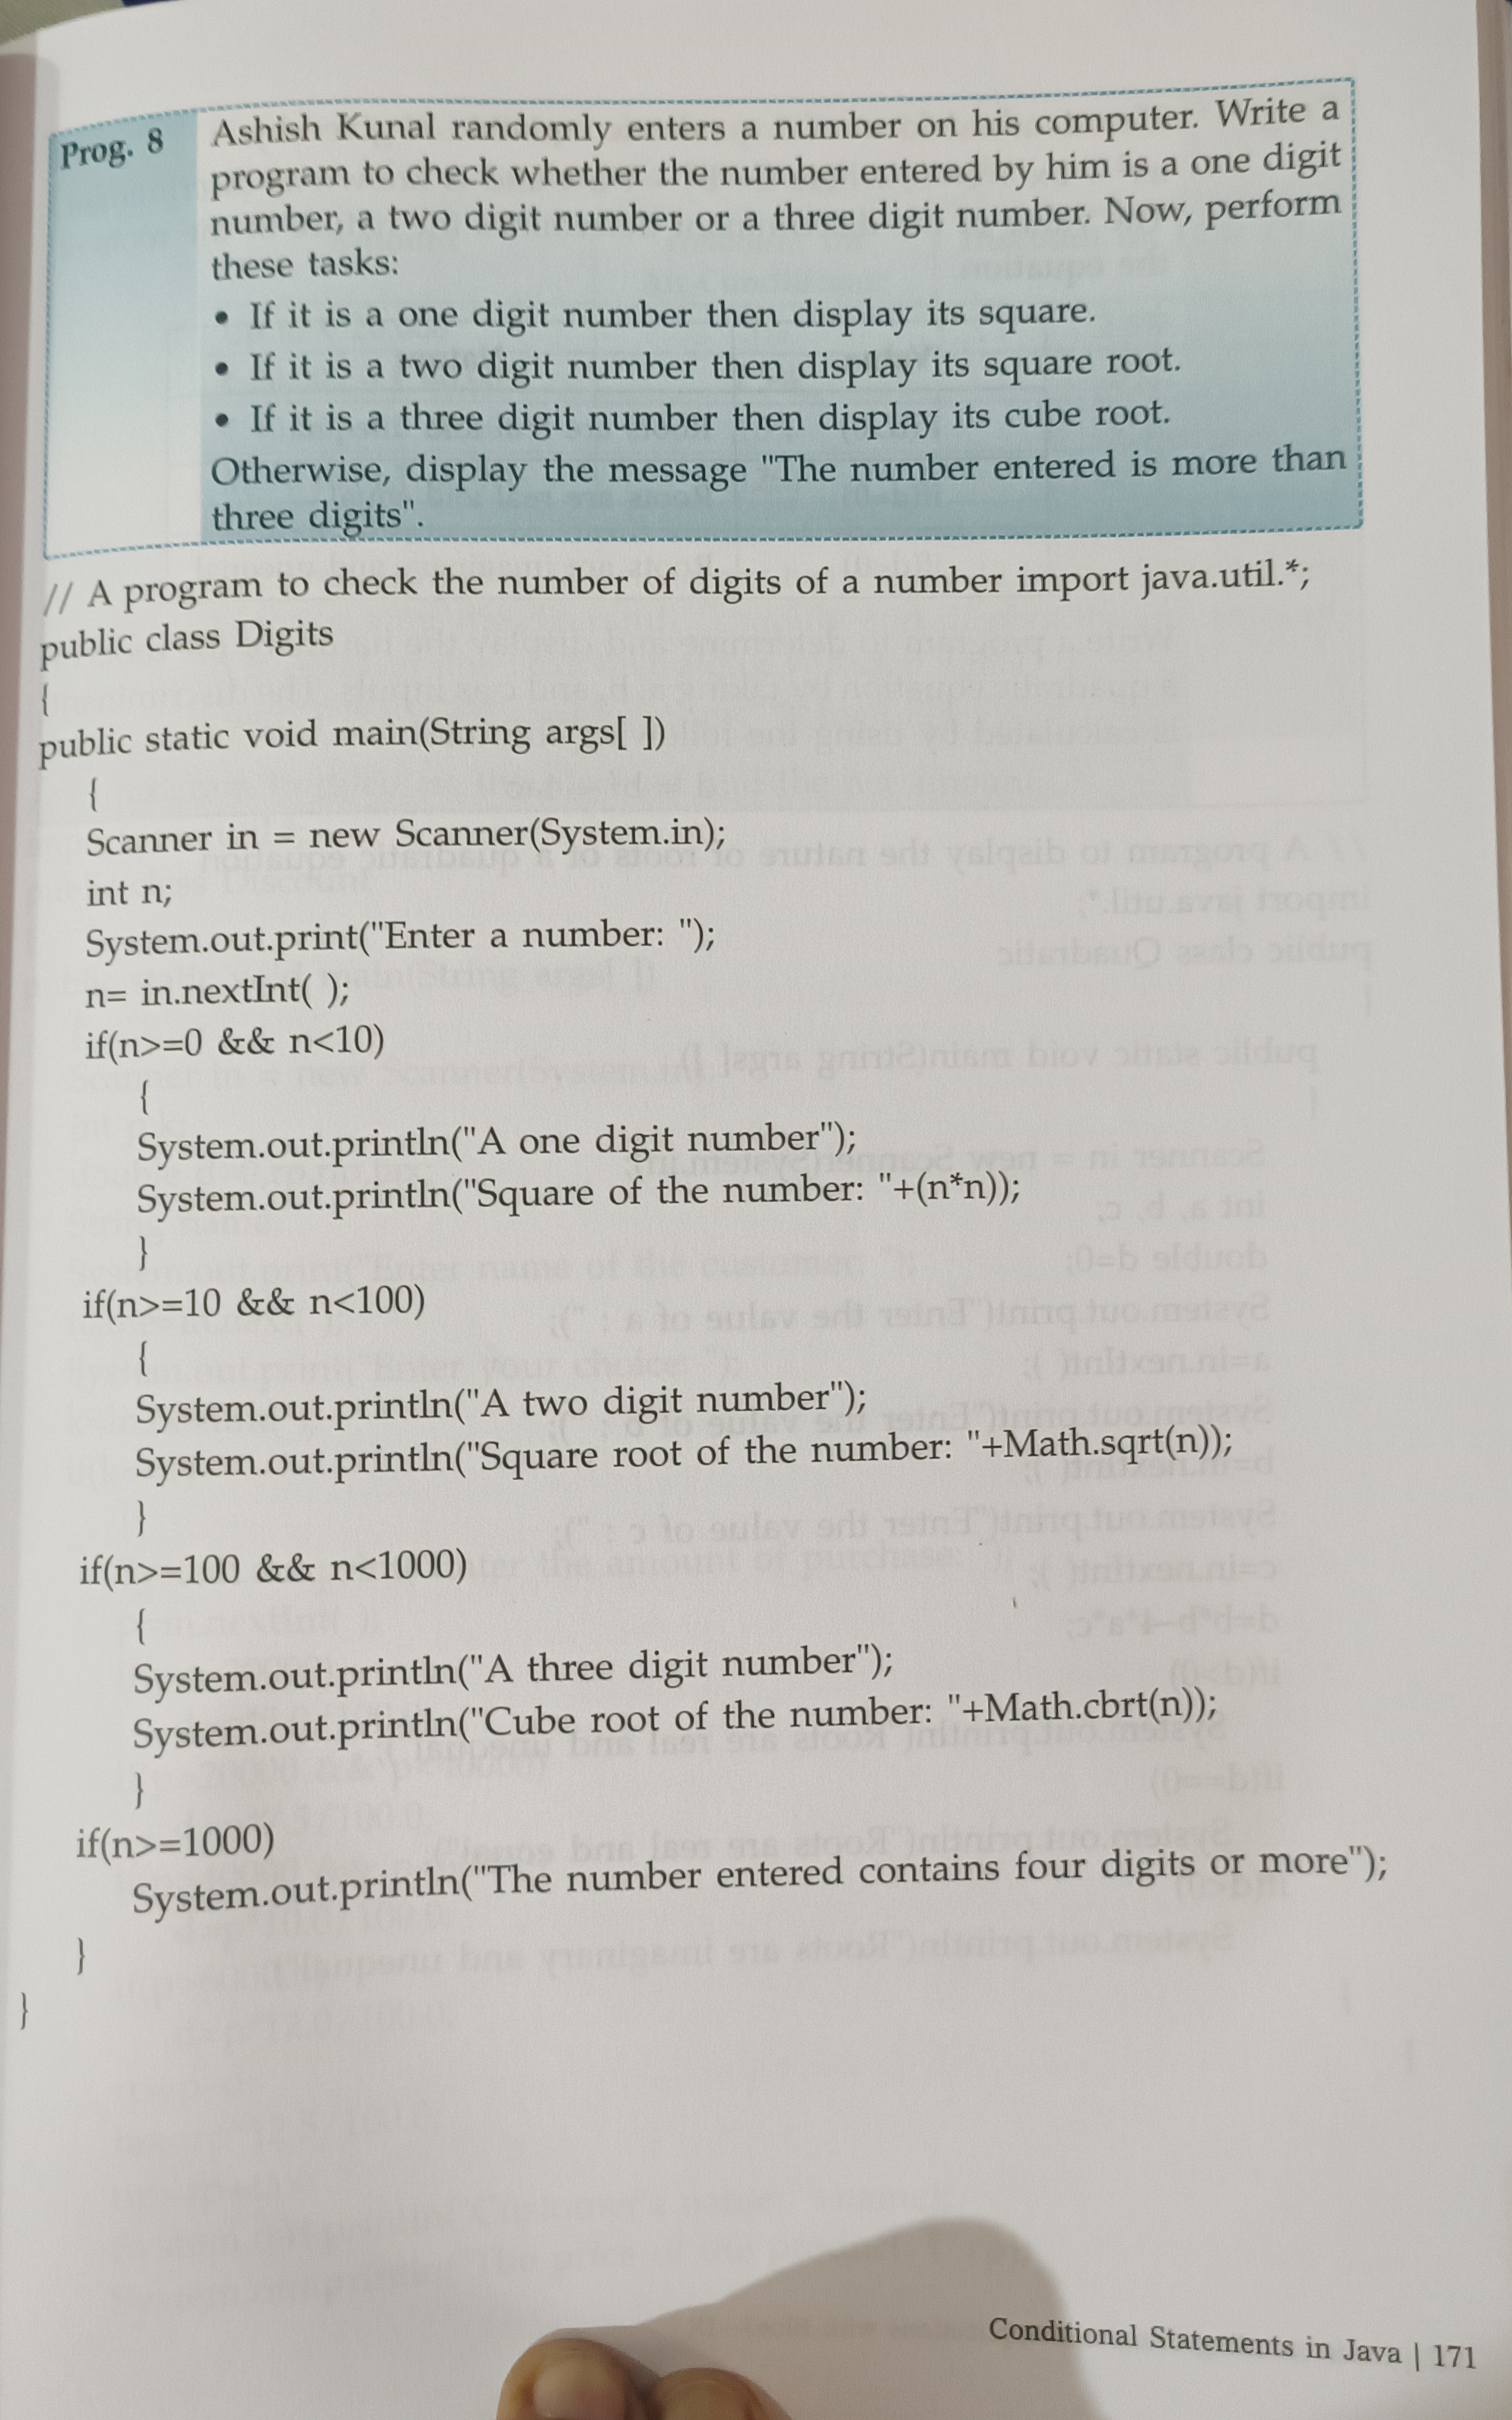 Prog. 8
Ashish Kunal randomly enters a number on his computer. Write a
program to check whether the number entered by him is a one digit
number, a two digit number or a three digit number. Now, perform
these tasks:
• If it is a one digit number then display its square.
• If it is a two digit number then display its square root.
• If it is a three digit number then display its cube root.
Otherwise, display the message "The number entered is more than
three digits".
// A program to check the number of digits of a number import java.util.*;
public class Digits
{
public static void main(String args[ ])
{
Scanner in = new Scanner(System.in);
int n;
System.out.print("Enter a number: ");
n= in.nextInt( );
if(n>=0 && n<10)
{
System.out.println("A one digit number");
System.out.println("Square of the number: "+(n*n));
}
if(n>=10 && n<100)
{
System.out.println("A two digit number");
System.out.println("Square root of the number: "+Math.sqrt(n));
}
if(n>=100 && n<1000)
{
System.out.println("A three digit number");
System.out.println("Cube root of the number: "+Math.cbrt(n));
}
if(n>=1000)
System.out.println("The number entered contains four digits or more");
}
}
Conditional Statements in Java | 171